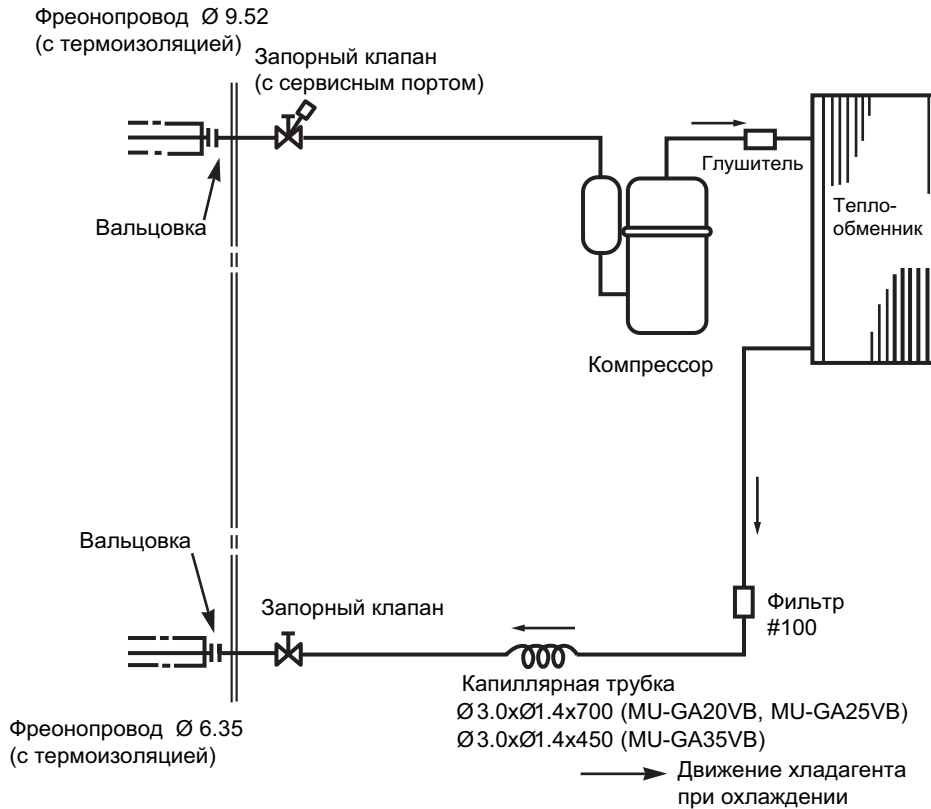 Фреонопровод Ø 9.52
(с термоизоляцией)
Запорный клапан
(с сервисным портом)
Глушитель
Вальцовка
Тепло-
обменник
Компрессор
Вальцовка
Запорный клапан
Фильтр
#100
Капиллярная трубка
Ø3.0xØ1.4x700 (MU-GA20VB, MU-GA25VB)
Ø3.0xØ1.4x450 (MU-GA35VB)
Фреонопровод Ø 6.35
(с термоизоляцией)
Движение хладагента
при охлаждении